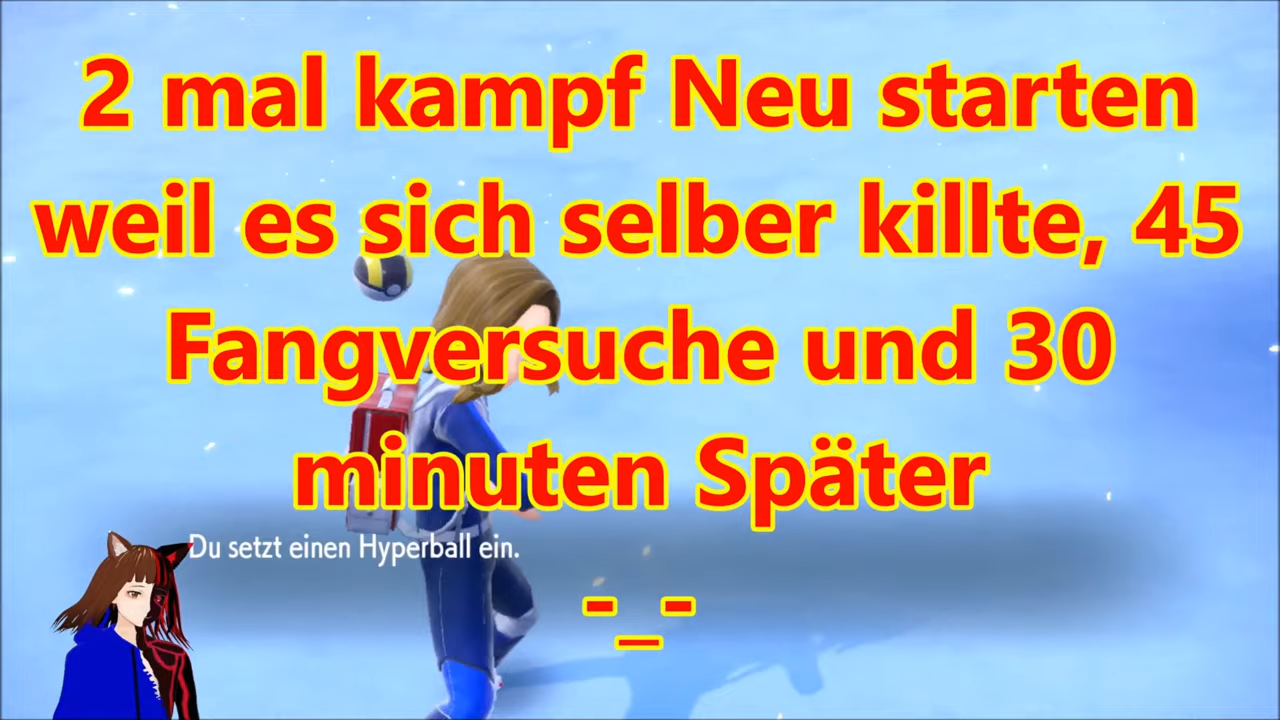 2 mal kampf Neu starten
weil es sich selber killte, 45
Fangversuche und 30
minuten Später
Du setzt einen Hyperball ein.
-_-